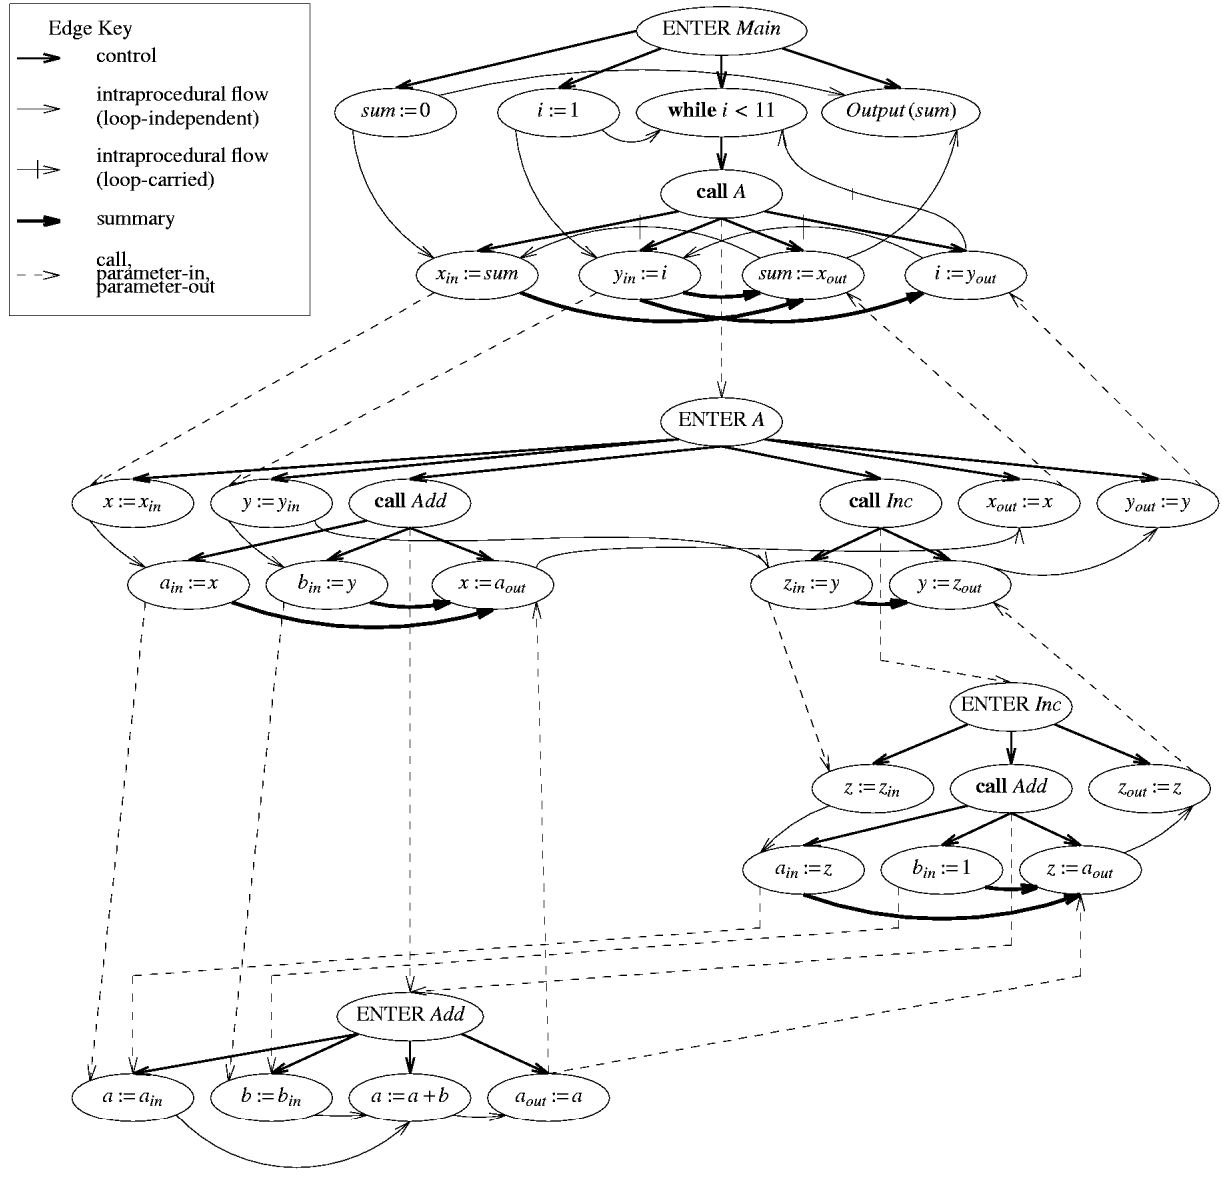 Edge Key
control
intraprocedural flow
(loop-independent)
intraprocedural flow
(loop-carried)
summary
call,
parameter-in,
parameter-out
ENTER Main
sum := 0
i := 1
while i < 11
Output (sum)
call A
x_in := sum
y_in := i
sum := x_out
i := y_out
ENTER A
x := x_in
y := y_in
call Add
call Inc
x_out := x
y_out := y
a_in := x
b_in := y
x := a_out
z_in := y
y := z_out
ENTER Inc
z := z_in
call Add
z_out := z
a_in := z
b_in := 1
z := a_out
ENTER Add
a := a_in
b := b_in
a := a + b
a_out := a